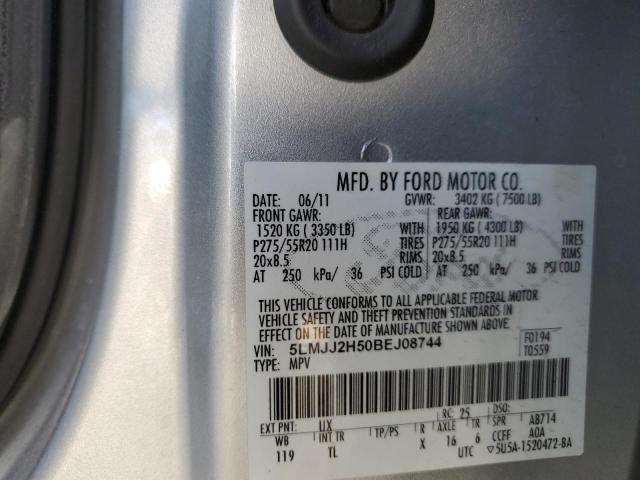 MFD. BY FORD MOTOR CO.
DATE: 06/11 GVWR: 3402 KG ( 7500 LB)
FRONT GAWR: REAR GAWR:
1520 KG ( 3350 LB) WITH 1950 KG ( 4300 LB)
P275/55R20 111H TIRES P275/55R20 111H
20x8.5 RIMS 20x8.5
AT 250 kPa/ 36 PSI COLD AT 250 kPa/ 36 PSI COLD
THIS VEHICLE CONFORMS TO ALL APPLICABLE FEDERAL MOTOR
VEHICLE SAFETY AND THEFT PREVENTION STANDARDS IN
EFFECT ON THE DATE OF MANUFACTURE SHOWN ABOVE.
VIN: 5LMJJ2H50BEJ08744 F0194
TYPE: MPV T0559
EXT PNT: UX RC: 25 DSO:
WB INT TR TP/PS R AXLE TR SPR AB714
119 TL X 16 6 CCFF AOA
UTC ▽5U5A-1520472-BA